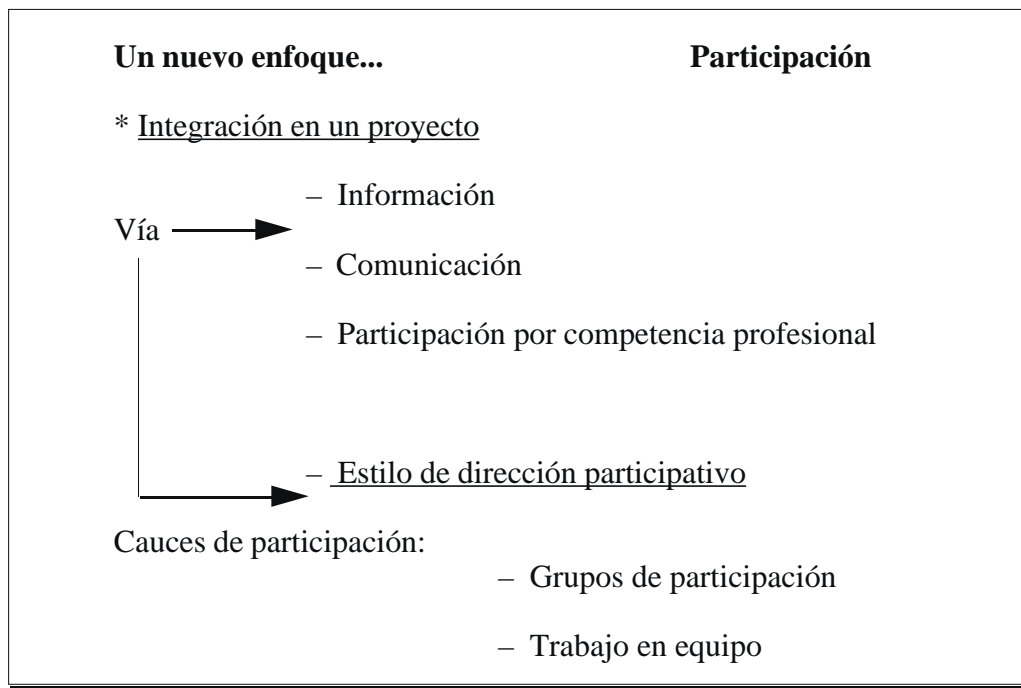 Un nuevo enfoque... Participación
* Integración en un proyecto
– Información
Vía
– Comunicación
– Participación por competencia profesional
– Estilo de dirección participativo
Cauces de participación:
– Grupos de participación
– Trabajo en equipo